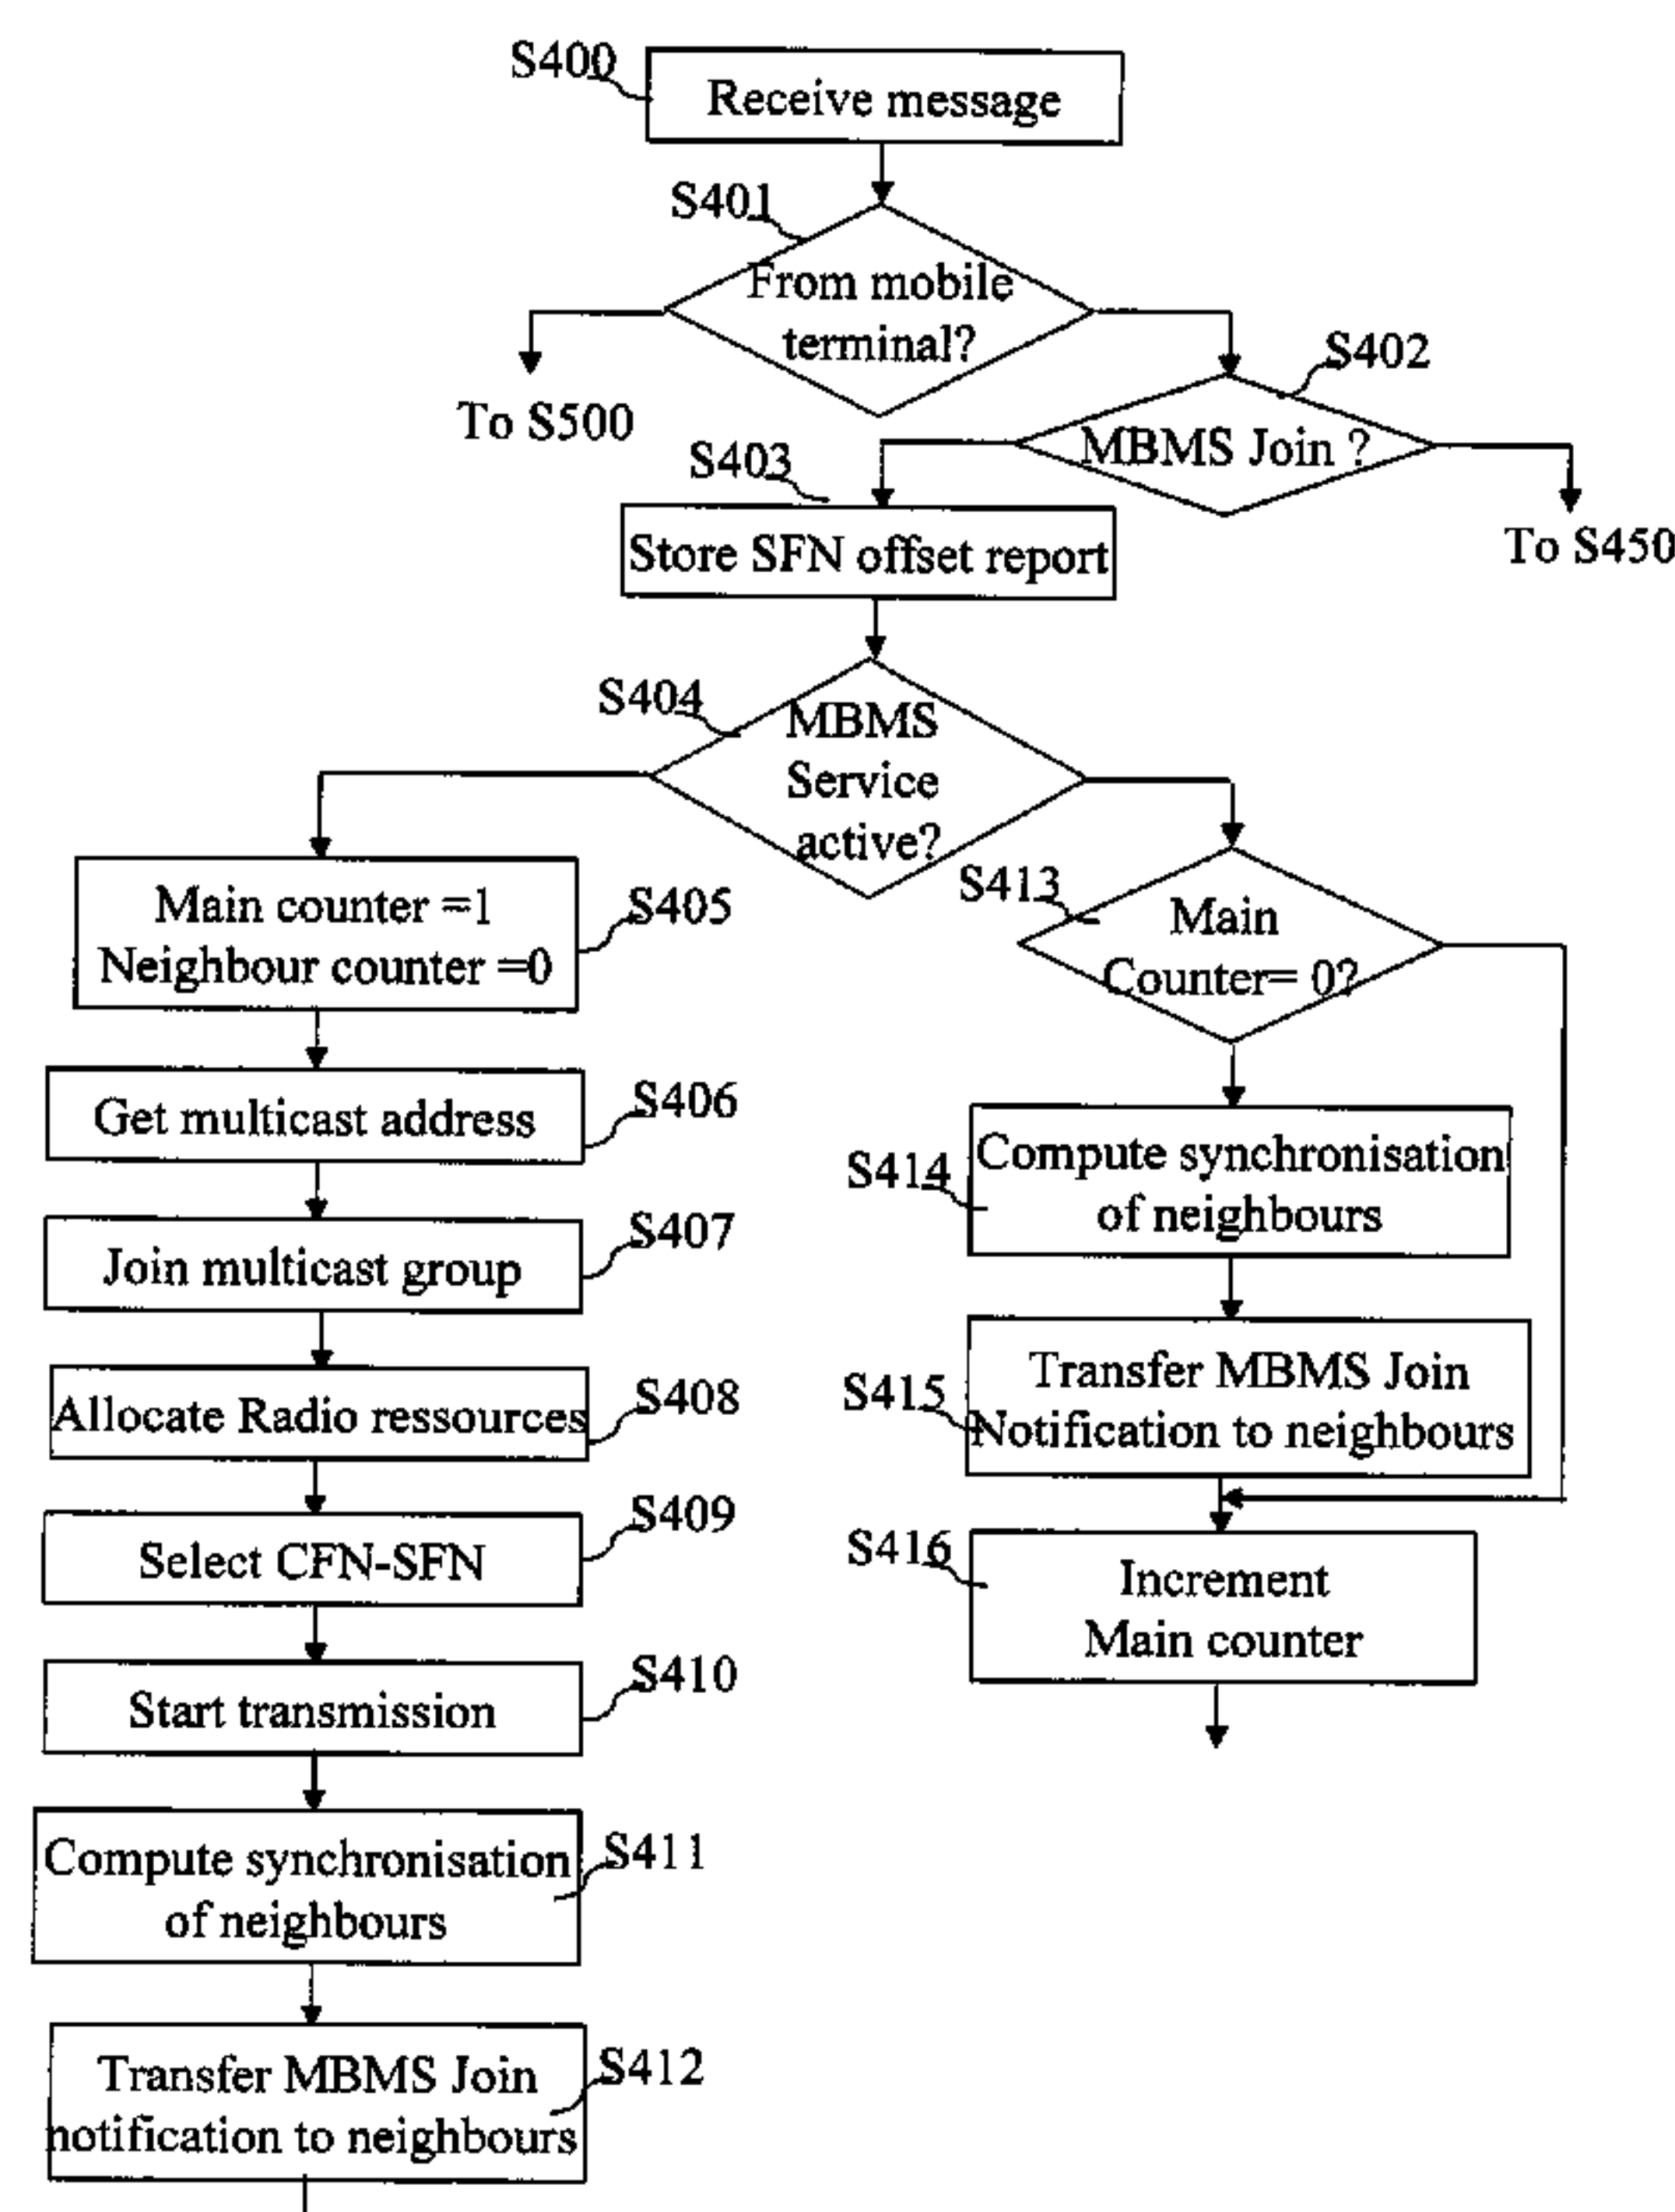 S400
Receive message
S401
From mobile
terminal?
To S500
S402
MBMS Join ?
To S450
S403
Store SFN offset report
S404
MBMS
Service
active?
Main counter =1
Neighbour counter =0
S405
Get multicast address
S406
Join multicast group
S407
Allocate Radio ressources
S408
Select CFN-SFN
S409
Start transmission
S410
Compute synchronisation
of neighbours
S411
Transfer MBMS Join
notification to neighbours
S412
S413
Main
Counter= 0?
S414
Compute synchronisation
of neighbours
S415
Transfer MBMS Join
Notification to neighbours
S416
Increment
Main counter